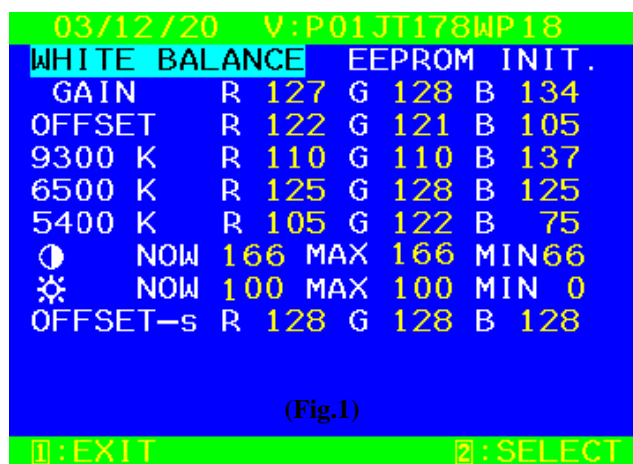 03/12/20 V:P01JT178WP18
WHITE BALANCE EEPROM INIT.
GAIN R 127 G 128 B 134
OFFSET R 122 G 121 B 105
9300 K R 110 G 110 B 137
6500 K R 125 G 128 B 125
5400 K R 105 G 122 B 75
NOW 166 MAX 166 MIN66
NOW 100 MAX 100 MIN 0
OFFSET-s R 128 G 128 B 128
(Fig.1)
1:EXIT 2:SELECT